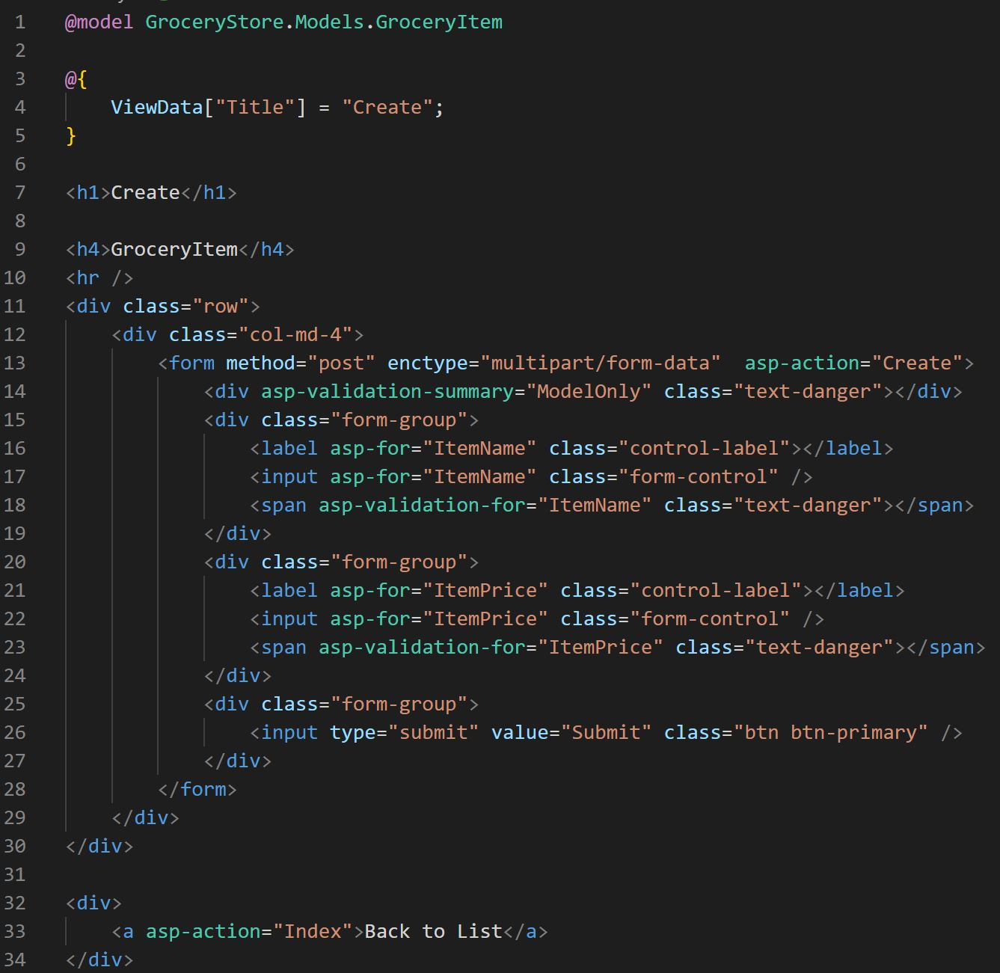 1 @model GroceryStore.Models.GroceryItem
2
3 @{
4     ViewData["Title"] = "Create";
5 }
6
7 <h1>Create</h1>
8
9 <h4>GroceryItem</h4>
10 <hr />
11 <div class="row">
12     <div class="col-md-4">
13         <form method="post" enctype="multipart/form-data"  asp-action="Create">
14             <div asp-validation-summary="ModelOnly" class="text-danger"></div>
15             <div class="form-group">
16                 <label asp-for="ItemName" class="control-label"></label>
17                 <input asp-for="ItemName" class="form-control" />
18                 <span asp-validation-for="ItemName" class="text-danger"></span>
19             </div>
20             <div class="form-group">
21                 <label asp-for="ItemPrice" class="control-label"></label>
22                 <input asp-for="ItemPrice" class="form-control" />
23                 <span asp-validation-for="ItemPrice" class="text-danger"></span>
24             </div>
25             <div class="form-group">
26                 <input type="submit" value="Submit" class="btn btn-primary" />
27             </div>
28         </form>
29     </div>
30 </div>
31
32 <div>
33     <a asp-action="Index">Back to List</a>
34 </div>